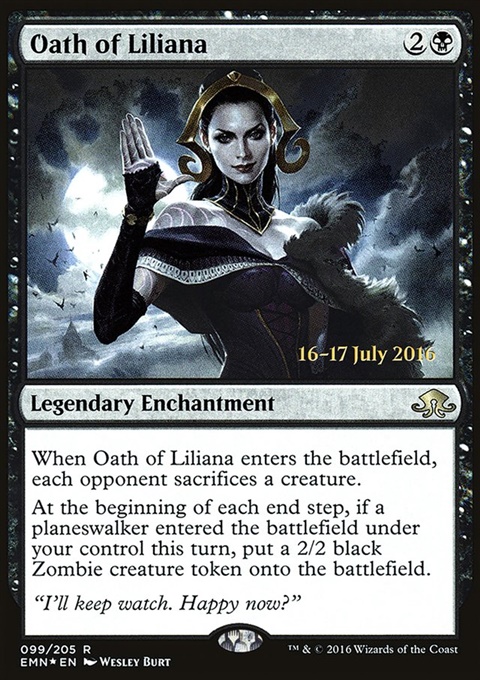 Oath of Liliana 2
16–17 July 2016
Legendary Enchantment
When Oath of Liliana enters the battlefield,
each opponent sacrifices a creature.
At the beginning of each end step, if a
planeswalker entered the battlefield under
your control this turn, put a 2/2 black
Zombie creature token onto the battlefield.
“I’ll keep watch. Happy now?”
099/205 R
EMN★EN Wesley Burt
™ & © 2016 Wizards of the Coast